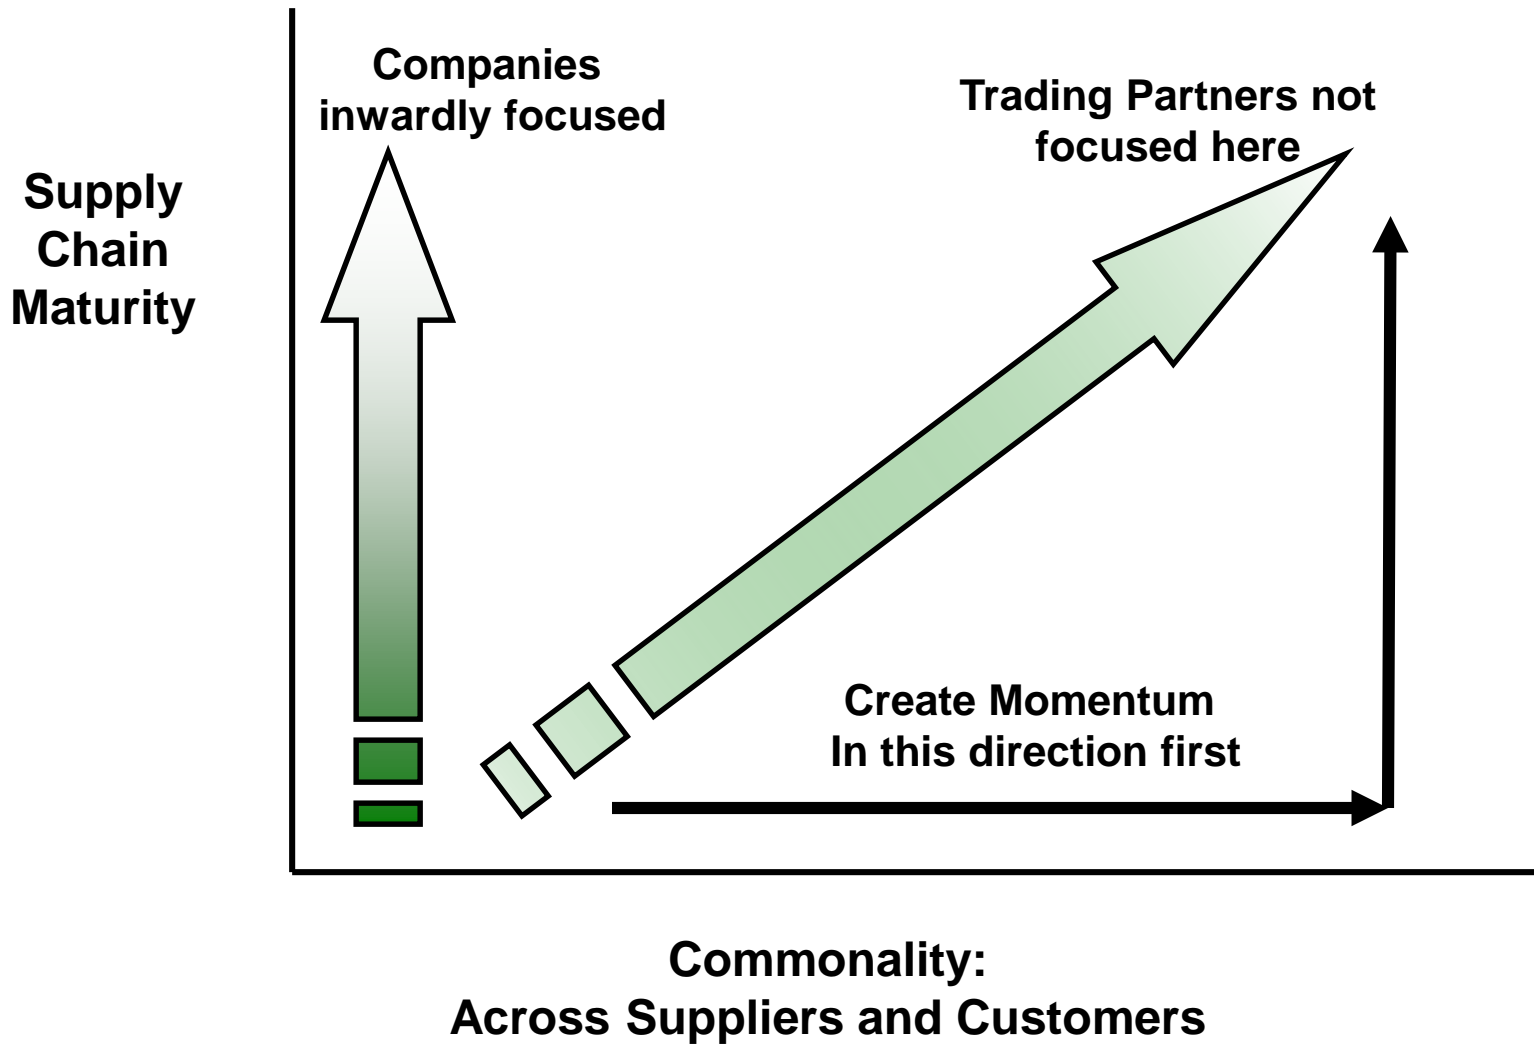 Companies
inwardly focused
Trading Partners not
focused here
Supply
Chain
Maturity
Create Momentum
In this direction first
Commonality:
Across Suppliers and Customers